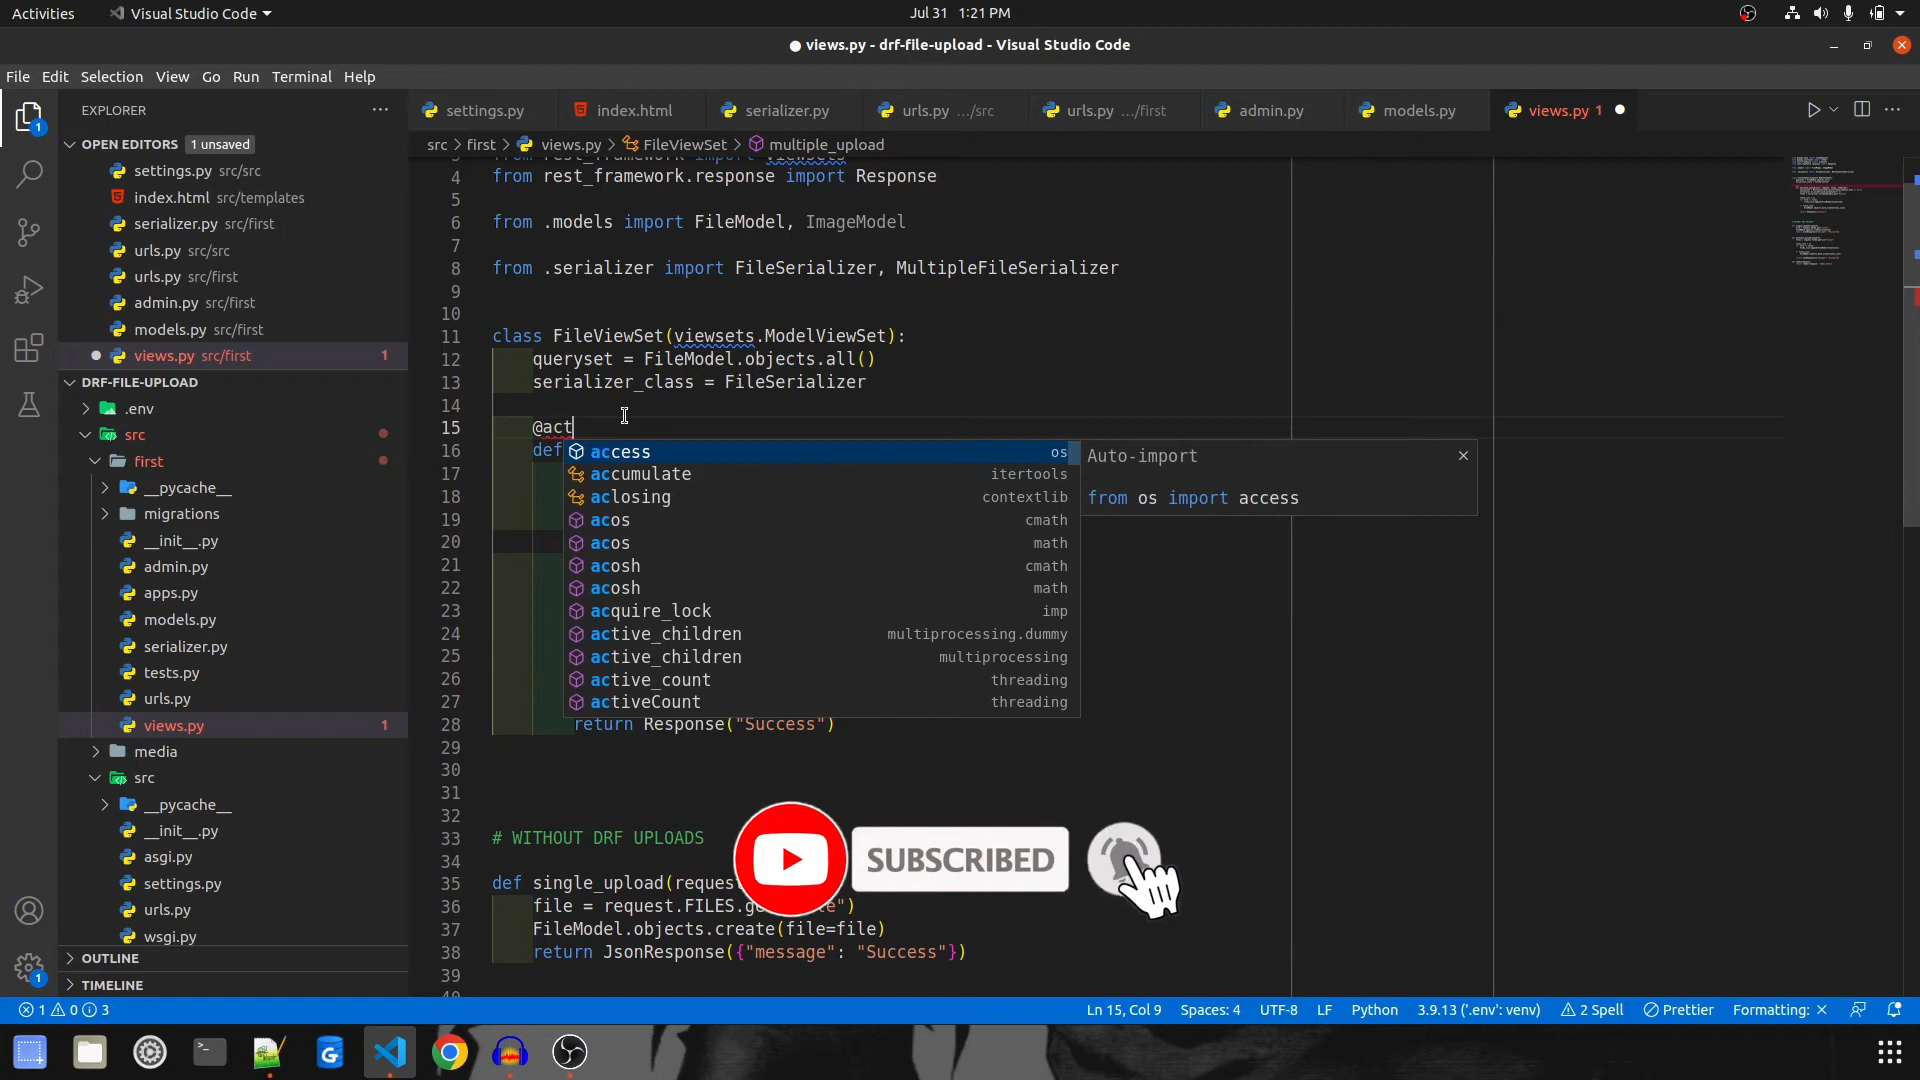 Activities
Visual Studio Code
Jul 31 1:21 PM
views.py - drf-file-upload - Visual Studio Code
File Edit Selection View Go Run Terminal Help
EXPLORER
settings.py
index.html
serializer.py
urls.py .../src
urls.py .../first
admin.py
models.py
views.py 1
OPEN EDITORS 1 unsaved
src > first > views.py > FileViewSet > multiple_upload
settings.py src/src
index.html src/templates
serializer.py src/first
urls.py src/src
urls.py src/first
admin.py src/first
models.py src/first
views.py src/first 1
DRF-FILE-UPLOAD
.env
src
first
__pycache__
migrations
__init__.py
admin.py
apps.py
models.py
serializer.py
tests.py
urls.py
views.py 1
media
src
__pycache__
__init__.py
asgi.py
settings.py
urls.py
wsgi.py
OUTLINE
TIMELINE
3 from rest_framework import viewsets
4 from rest_framework.response import Response
5
6 from .models import FileModel, ImageModel
7
8 from .serializer import FileSerializer, MultipleFileSerializer
9
10
11 class FileViewSet(viewsets.ModelViewSet):
12 queryset = FileModel.objects.all()
13 serializer_class = FileSerializer
14
15 @act
16 def
17
18
19
20
21
22
23
24
25
26
27
28 return Response("Success")
29
30
31
32
33 # WITHOUT DRF UPLOADS
34
35 def single_upload(reques
36 file = request.FILES.ge
37 FileModel.objects.create(file=file)
38 return JsonResponse({"message": "Success"})
39
access os
accumulate itertools
aclosing contextlib
acos cmath
acos math
acosh cmath
acosh math
acquire_lock imp
active_children multiprocessing.dummy
active_children multiprocessing
active_count threading
activeCount threading
Auto-import
from os import access
SUBSCRIBED
1 0 3
Ln 15, Col 9 Spaces: 4 UTF-8 LF Python 3.9.13 ('.env': venv) 2 Spell Prettier Formatting: ×